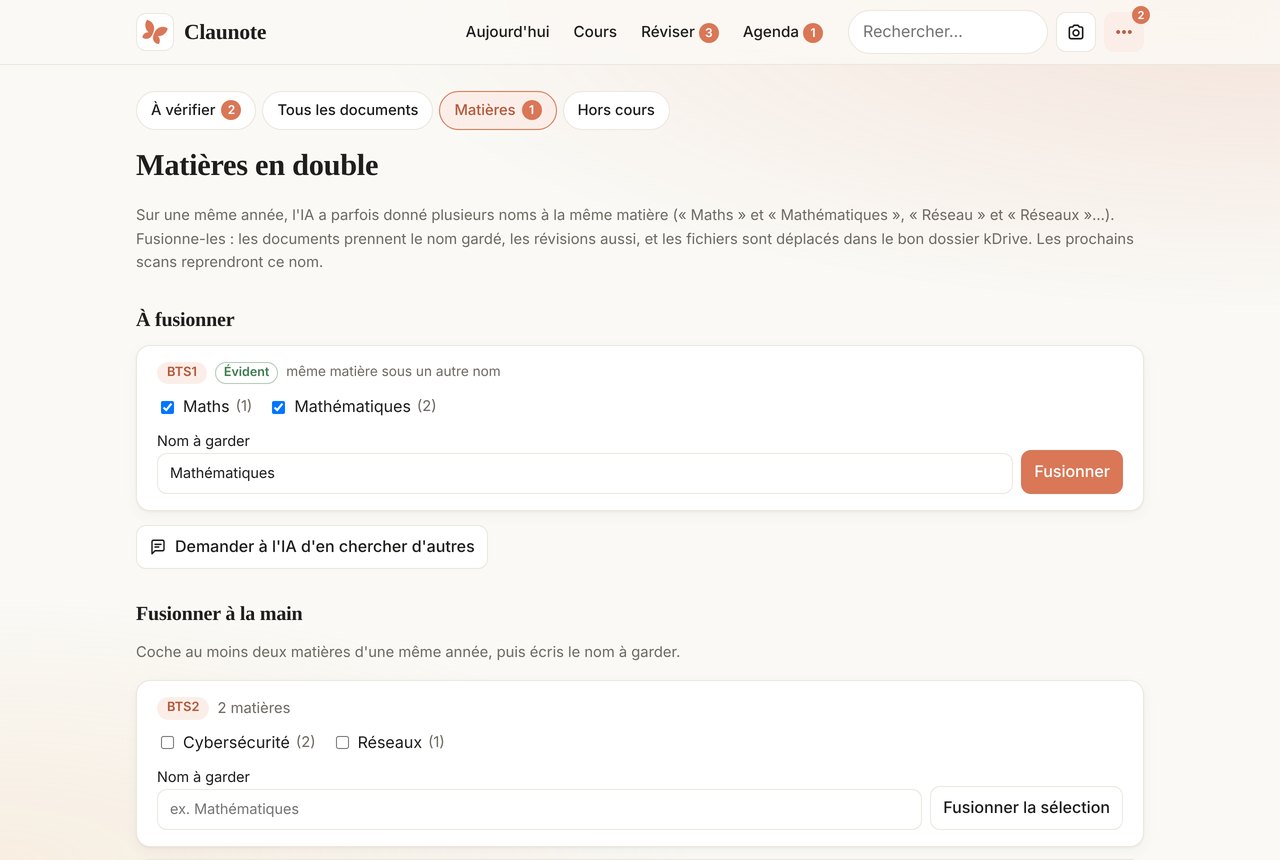 Claunote
Aujourd'hui Cours Réviser 3 Agenda 1 Rechercher... 2
À vérifier 2 Tous les documents Matières 1 Hors cours
Matières en double
Sur une même année, l'IA a parfois donné plusieurs noms à la même matière (« Maths » et « Mathématiques », « Réseau » et « Réseaux »...).
Fusionne-les : les documents prennent le nom gardé, les révisions aussi, et les fichiers sont déplacés dans le bon dossier kDrive. Les prochains
scans reprendront ce nom.
À fusionner
BTS1 Évident même matière sous un autre nom
Maths (1) Mathématiques (2)
Nom à garder
Mathématiques Fusionner
Demander à l'IA d'en chercher d'autres
Fusionner à la main
Coche au moins deux matières d'une même année, puis écris le nom à garder.
BTS2 2 matières
Cybersécurité (2) Réseaux (1)
Nom à garder
ex. Mathématiques Fusionner la sélection